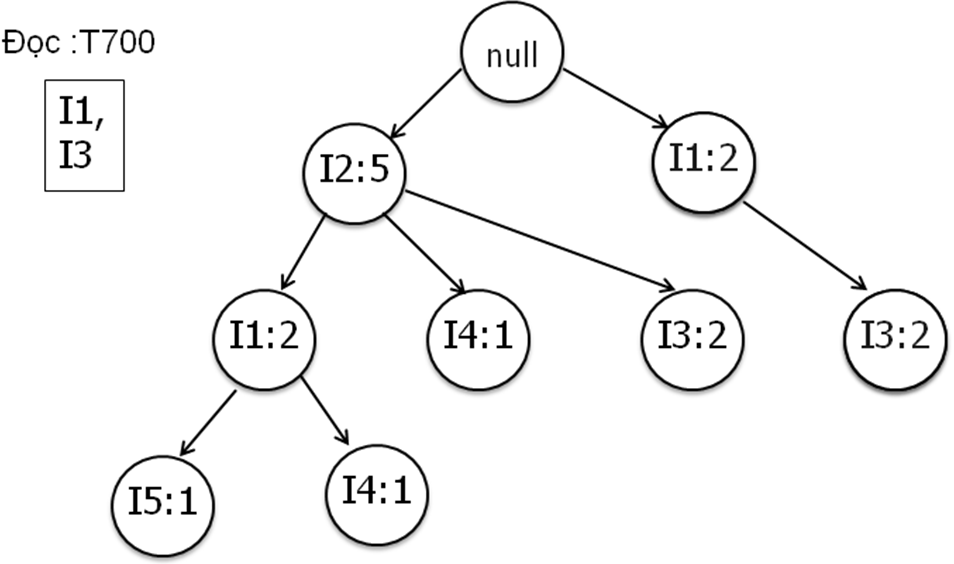 Đọc :T700
I1,
I3
null
I2:5
I1:2
I1:2
I4:1
I3:2
I3:2
I5:1
I4:1